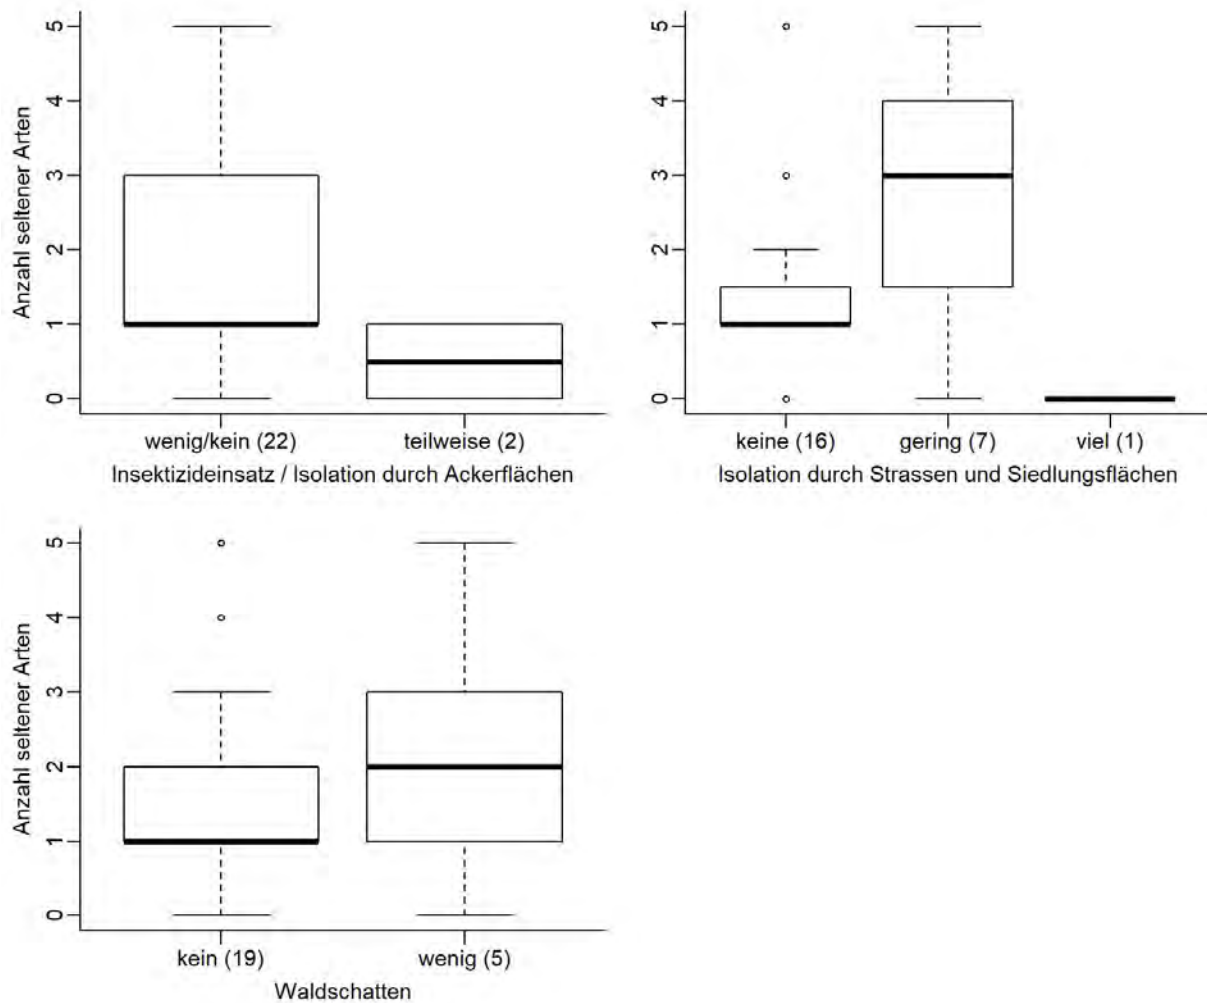 Anzahl seltener Arten
5
4
3
2
1
0
wenig/kein (22) teilweise (2)
Insektizideinsatz / Isolation durch Ackerflächen
5
4
3
2
1
0
keine (16) gering (7) viel (1)
Isolation durch Strassen und Siedlungsflächen
Anzahl seltener Arten
5
4
3
2
1
0
kein (19) wenig (5)
Waldschatten